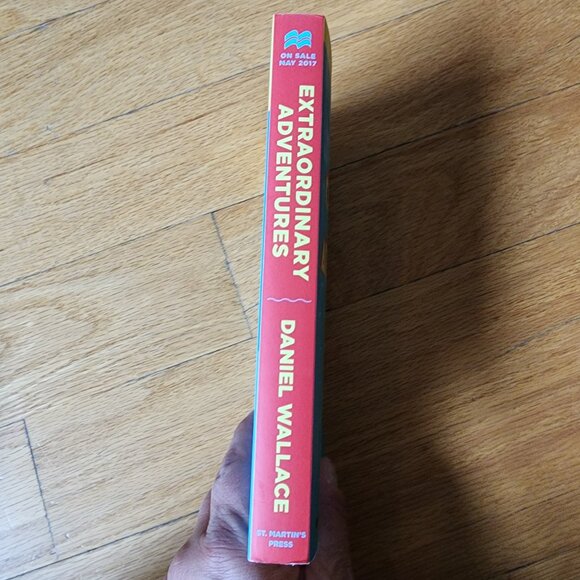 ON SALE
MAY 2017
EXTRAORDINARY
ADVENTURES
DANIEL WALLACE
ST. MARTIN'S
PRESS